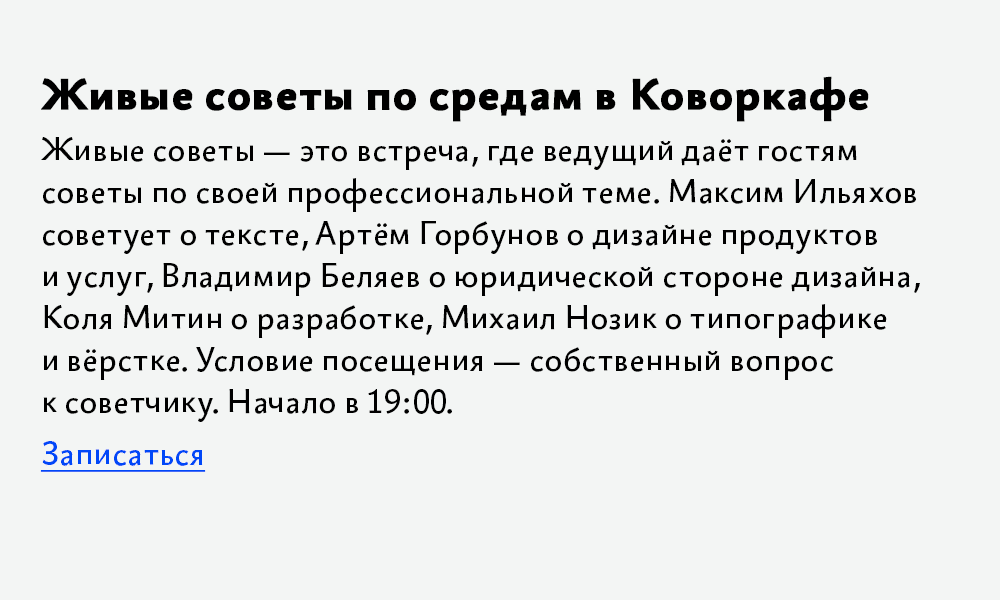 Живые советы по средам в Коворкафе
Живые советы — это встреча, где ведущий даёт гостям
советы по своей профессиональной теме. Максим Ильяхов
советует о тексте, Артём Горбунов о дизайне продуктов
и услуг, Владимир Беляев о юридической стороне дизайна,
Коля Митин о разработке, Михаил Нозик о типографике
и вёрстке. Условие посещения — собственный вопрос
к советчику. Начало в 19:00.
Записаться